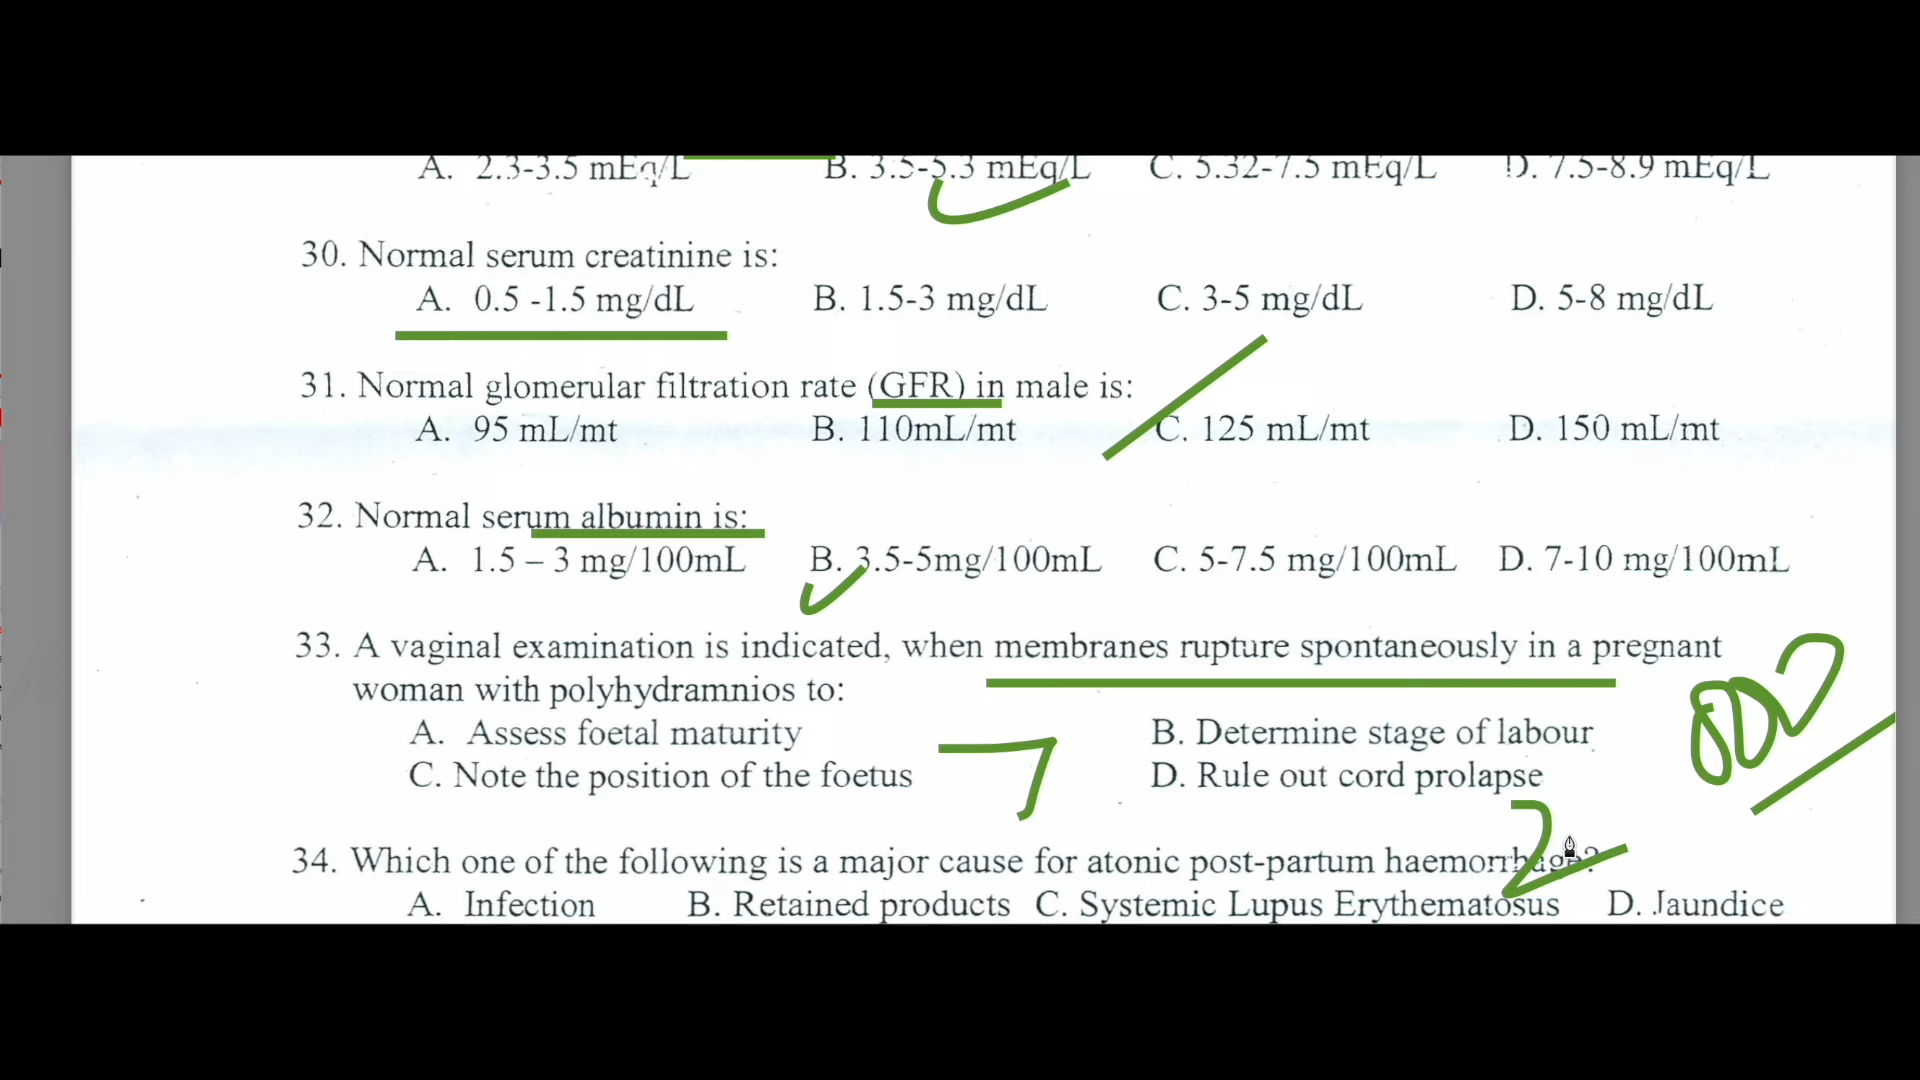 A. 2.3-3.5 mEq/L B. 3.5-5.3 mEq/L C. 5.32-7.5 mEq/L D. 7.5-8.9 mEq/L
30. Normal serum creatinine is:
A. 0.5 -1.5 mg/dL B. 1.5-3 mg/dL C. 3-5 mg/dL D. 5-8 mg/dL
31. Normal glomerular filtration rate (GFR) in male is:
A. 95 mL/mt B. 110mL/mt C. 125 mL/mt D. 150 mL/mt
32. Normal serum albumin is:
A. 1.5 – 3 mg/100mL B. 3.5-5mg/100mL C. 5-7.5 mg/100mL D. 7-10 mg/100mL
33. A vaginal examination is indicated, when membranes rupture spontaneously in a pregnant
woman with polyhydramnios to:
A. Assess foetal maturity B. Determine stage of labour
C. Note the position of the foetus D. Rule out cord prolapse
34. Which one of the following is a major cause for atonic post-partum haemorrhage?
A. Infection B. Retained products C. Systemic Lupus Erythematosus D. Jaundice